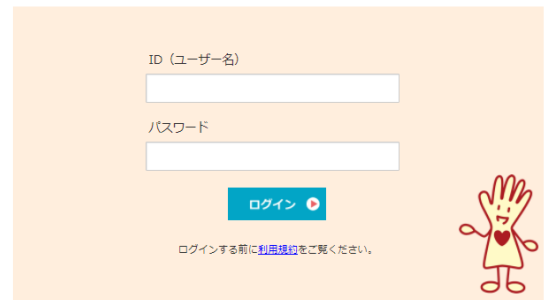 ID（ユーザー名）
パスワード
ログイン
ログインする前に利用規約をご覧ください。